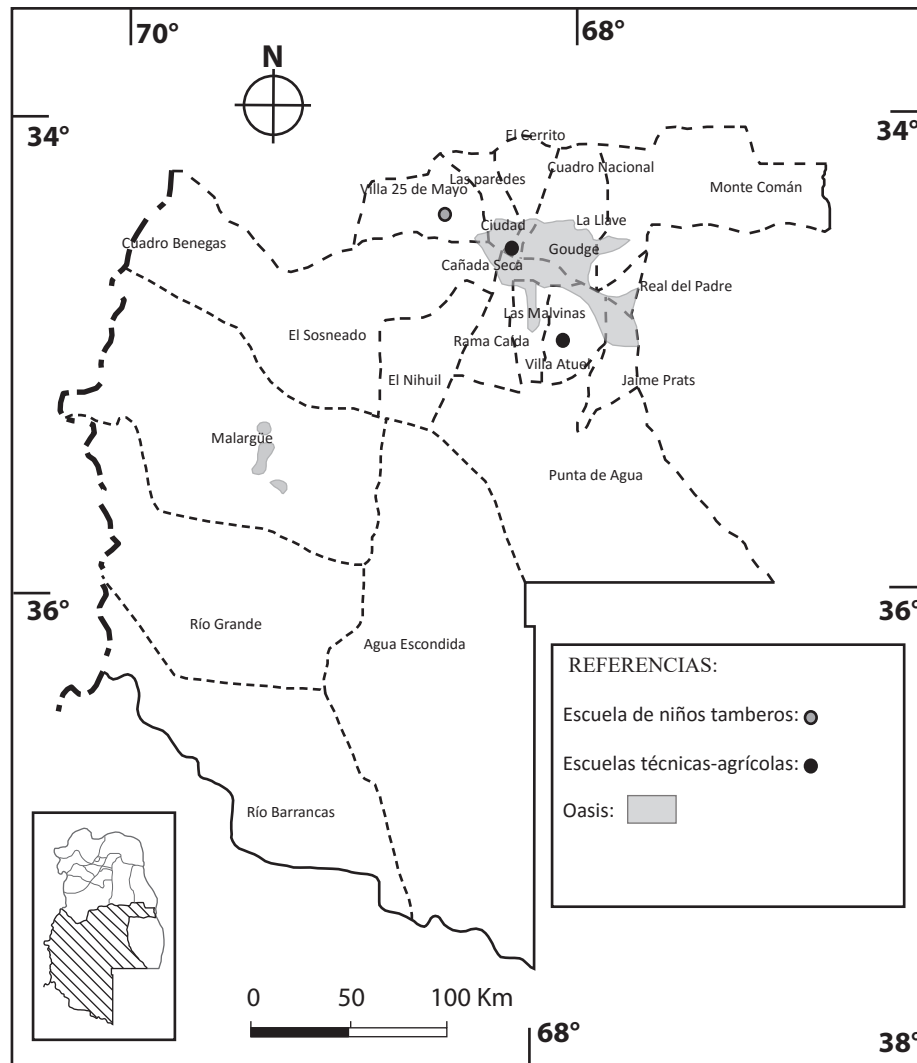 70°
68°
N
34°
34°
El Cerrito
Las paredes
Cuadro Nacional
Villa 25 de Mayo
Monte Comán
Ciudad
La Llave
Cuadro Benegas
Goudge
Cañada Seca
Real del Padre
Las Malvinas
El Sosneado
Rama Caída
Villa Atuel
El Nihuil
Jaime Prats
Malargüe
Punta de Agua
36°
36°
Río Grande
Agua Escondida
REFERENCIAS:
Escuela de niños tamberos:
Escuelas técnicas-agrícolas:
Oasis:
Río Barrancas
0 50 100 Km
68°
38°